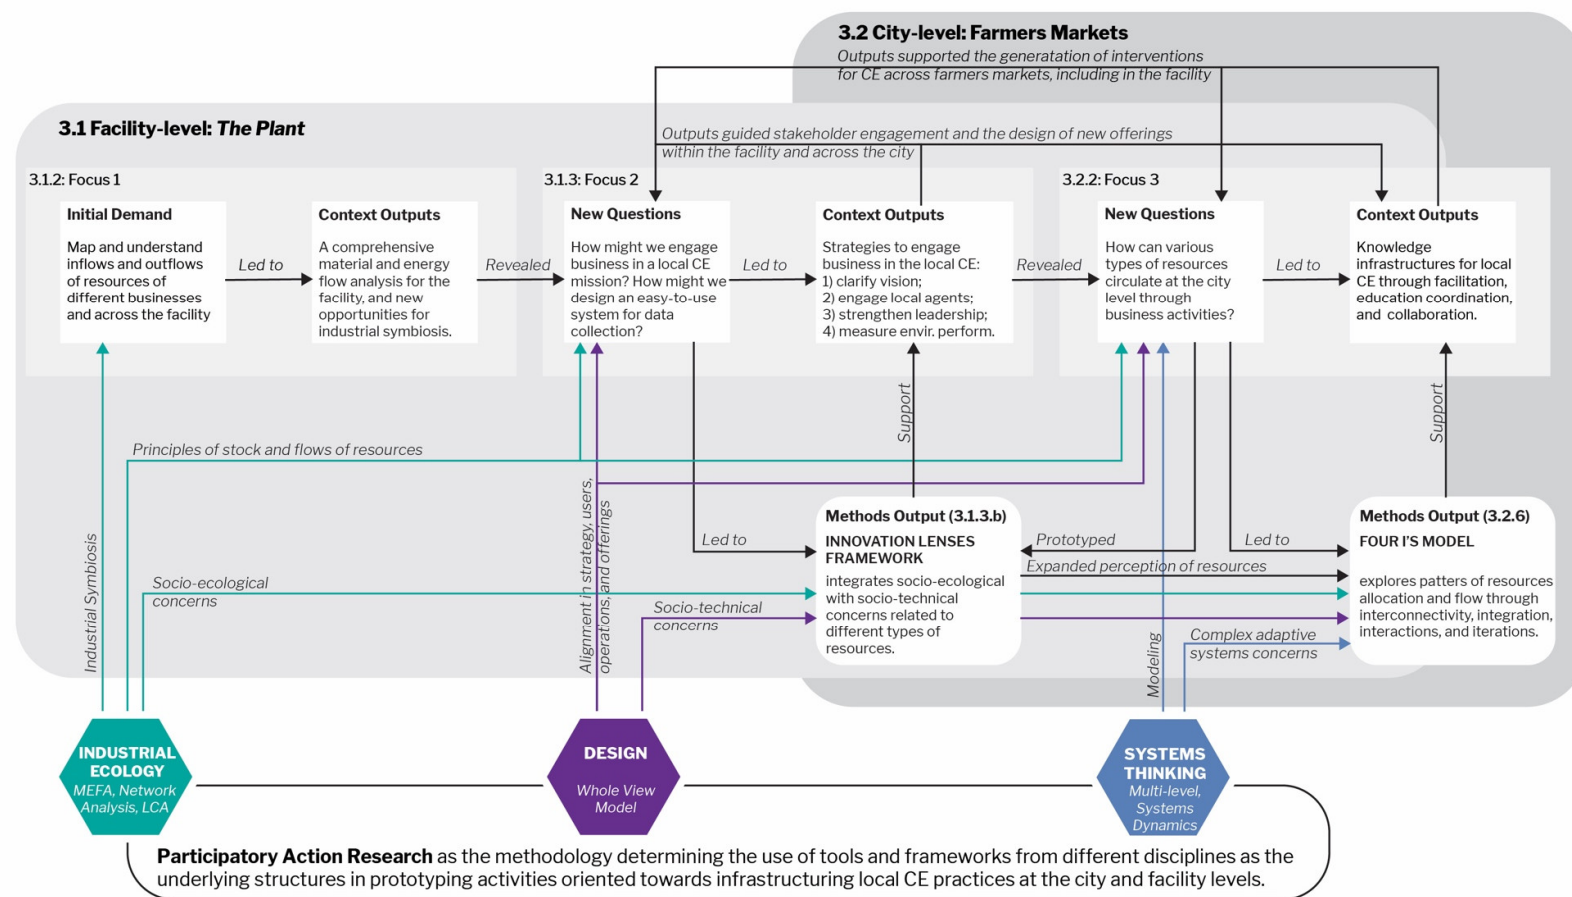 3.2 City-level: Farmers Markets
Outputs supported the generatation of interventions
for CE across farmers markets, including in the facility
3.1 Facility-level: The Plant
Outputs guided stakeholder engagement and the design of new offerings
within the facility and across the city
3.1.2: Focus 1
Initial Demand
Map and understand
inflows and outflows
of resources of
different businesses
and across the facility
Led to
Context Outputs
A comprehensive
material and energy
flow analysis for the
facility, and new
opportunities for
industrial symbiosis.
Revealed
3.1.3: Focus 2
New Questions
How might we engage
business in a local CE
mission? How might we
design an easy-to-use
system for data
collection?
Led to
Context Outputs
Strategies to engage
business in the local CE:
1) clarify vision;
2) engage local agents;
3) strengthen leadership;
4) measure envir. perform.
Revealed
3.2.2: Focus 3
New Questions
How can various
types of resources
circulate at the city
level through
business activities?
Led to
Context Outputs
Knowledge
infrastructures for local
CE through facilitation,
education coordination,
and collaboration.
Principles of stock and flows of resources
Support
Support
Industrial Symbiosis
Socio-ecological
concerns
Alignment in strategy, users,
operations, and offerings
Led to
Socio-technical
concerns
Methods Output (3.1.3.b)
INNOVATION LENSES
FRAMEWORK
integrates socio-ecological
with socio-technical
concerns related to
different types of
resources.
Prototyped
Led to
Expanded perception of resources
Modeling
Complex adaptive
systems concerns
Methods Output (3.2.6)
FOUR I'S MODEL
explores patters of resources
allocation and flow through
interconnectivity, integration,
interactions, and iterations.
INDUSTRIAL
ECOLOGY
MEFA, Network
Analysis, LCA
DESIGN
Whole View
Model
SYSTEMS
THINKING
Multi-level,
Systems
Dynamics
Participatory Action Research as the methodology determining the use of tools and frameworks from different disciplines as the
underlying structures in prototyping activities oriented towards infrastructuring local CE practices at the city and facility levels.